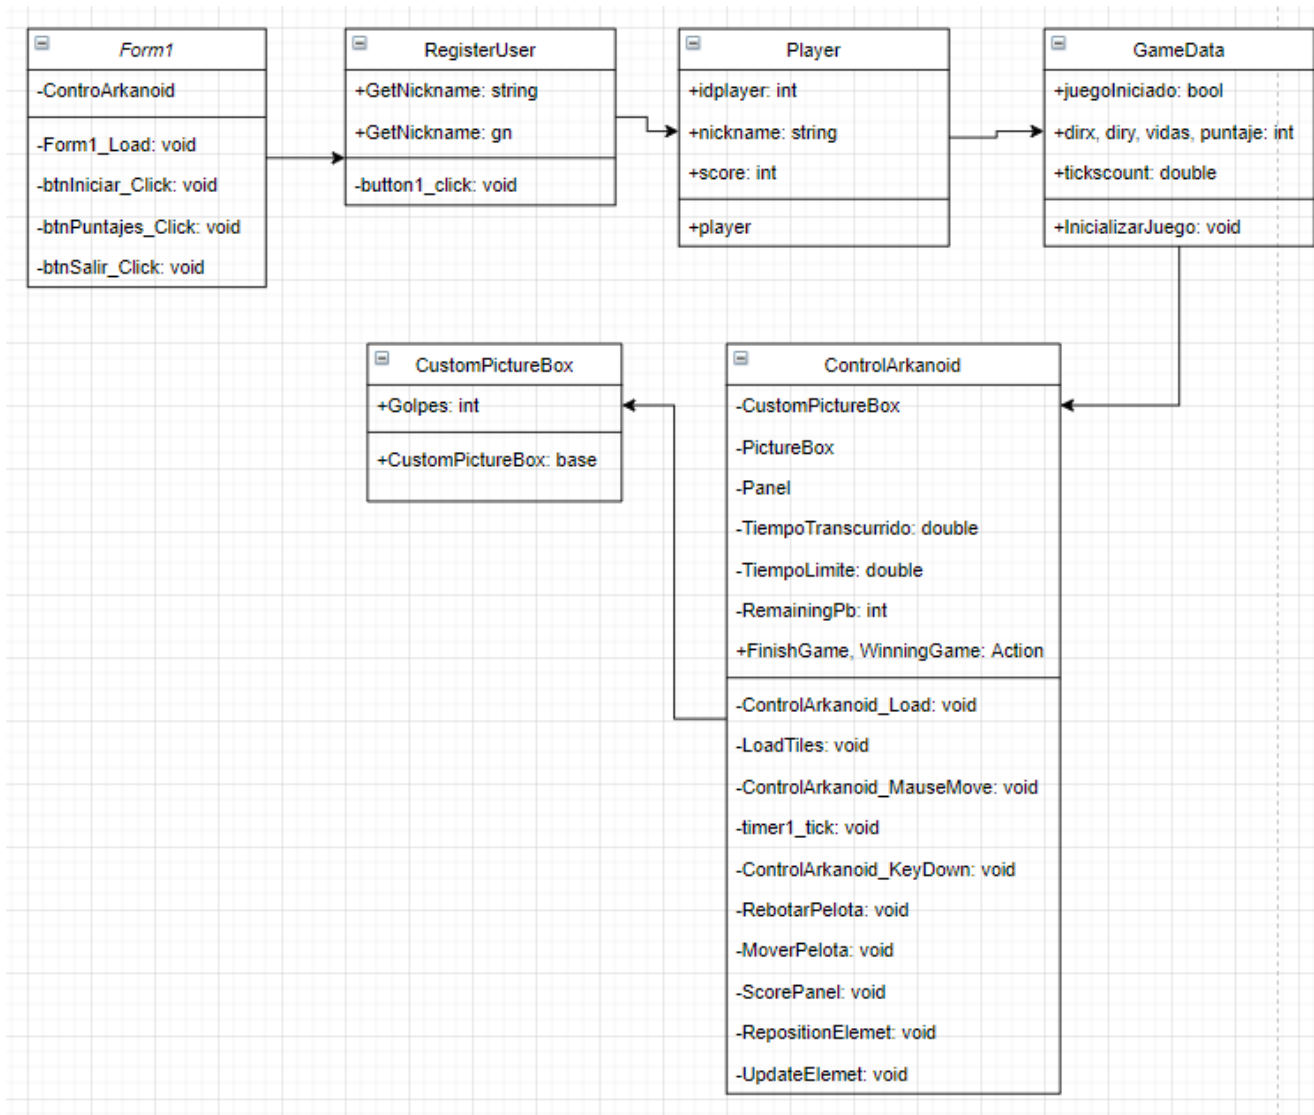 Form1
-ControArkanoid
-Form1_Load: void
-btnIniciar_Click: void
-btnPuntajes_Click: void
-btnSalir_Click: void
RegisterUser
+GetNickname: string
+GetNickname: gn
-button1_click: void
Player
+idplayer: int
+nickname: string
+score: int
+player
GameData
+juegoIniciado: bool
+dirx, diry, vidas, puntaje: int
+tickscount: double
+InicializarJuego: void
CustomPictureBox
+Golpes: int
+CustomPictureBox: base
ControlArkanoid
-CustomPictureBox
-PictureBox
-Panel
-TiempoTranscurrido: double
-TiempoLimite: double
-RemainingPb: int
+FinishGame, WinningGame: Action
-ControlArkanoid_Load: void
-LoadTiles: void
-ControlArkanoid_MauseMove: void
-timer1_tick: void
-ControlArkanoid_KeyDown: void
-RebotarPelota: void
-MoverPelota: void
-ScorePanel: void
-RepositionElemet: void
-UpdateElemet: void